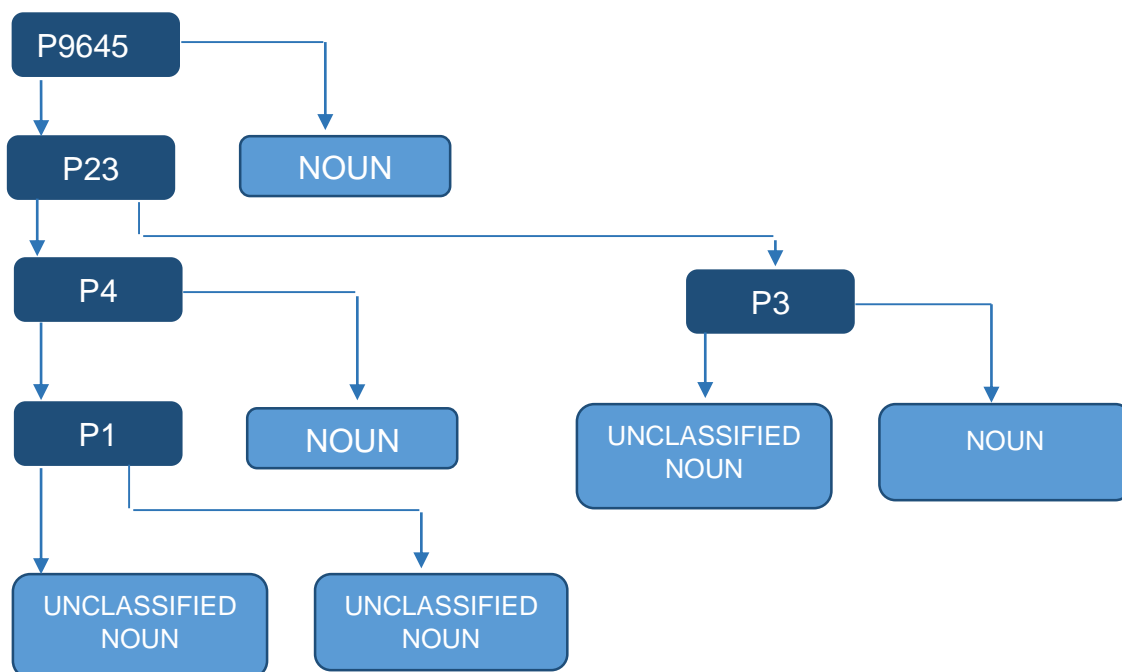 P9645
P23
NOUN
P4
P3
P1
NOUN
UNCLASSIFIED
NOUN
NOUN
UNCLASSIFIED
NOUN
UNCLASSIFIED
NOUN